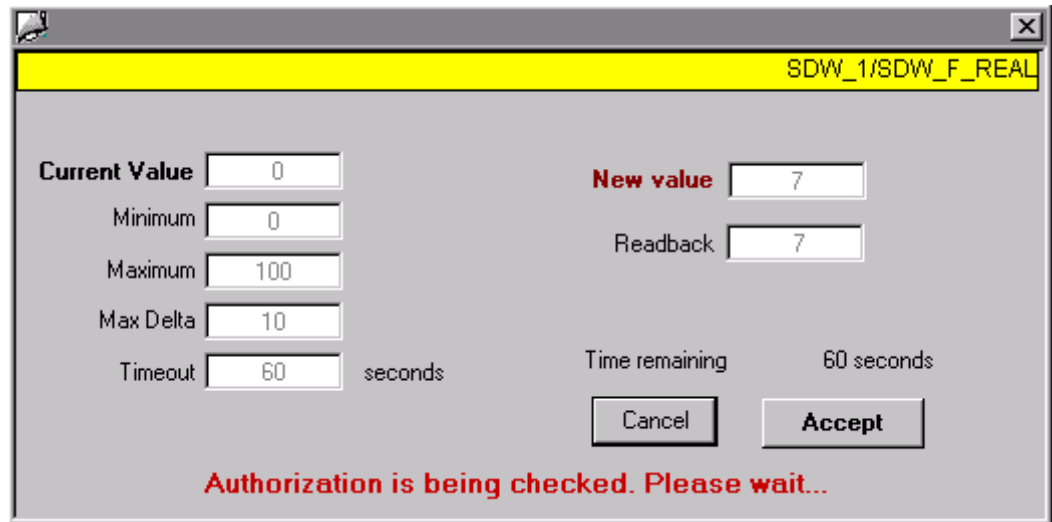 SDW_1/SDW_F_REAL
Current Value 0
Minimum 0
Maximum 100
Max Delta 10
Timeout 60 seconds
New value 7
Readback 7
Time remaining 60 seconds
Cancel Accept
Authorization is being checked. Please wait...